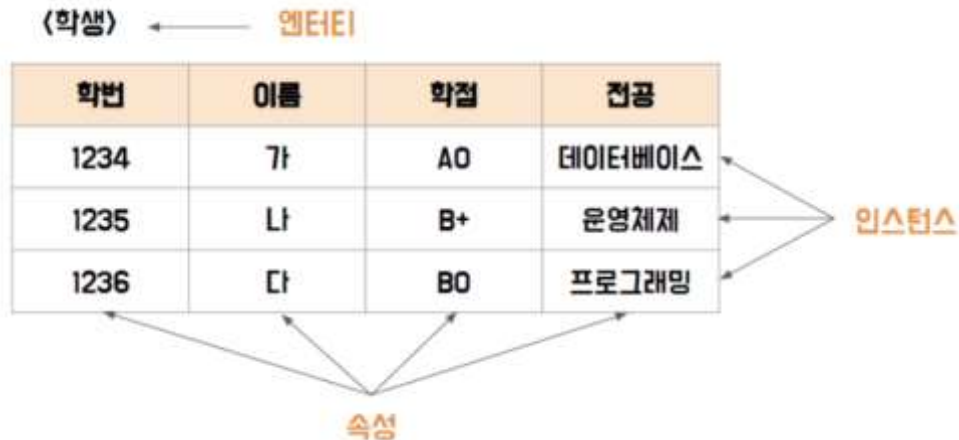 <학생> 엔터티
학번 이름 학점 전공
1234 가 A0 데이터베이스
1235 나 B+ 운영체제
1236 다 B0 프로그래밍
인스턴스
속성